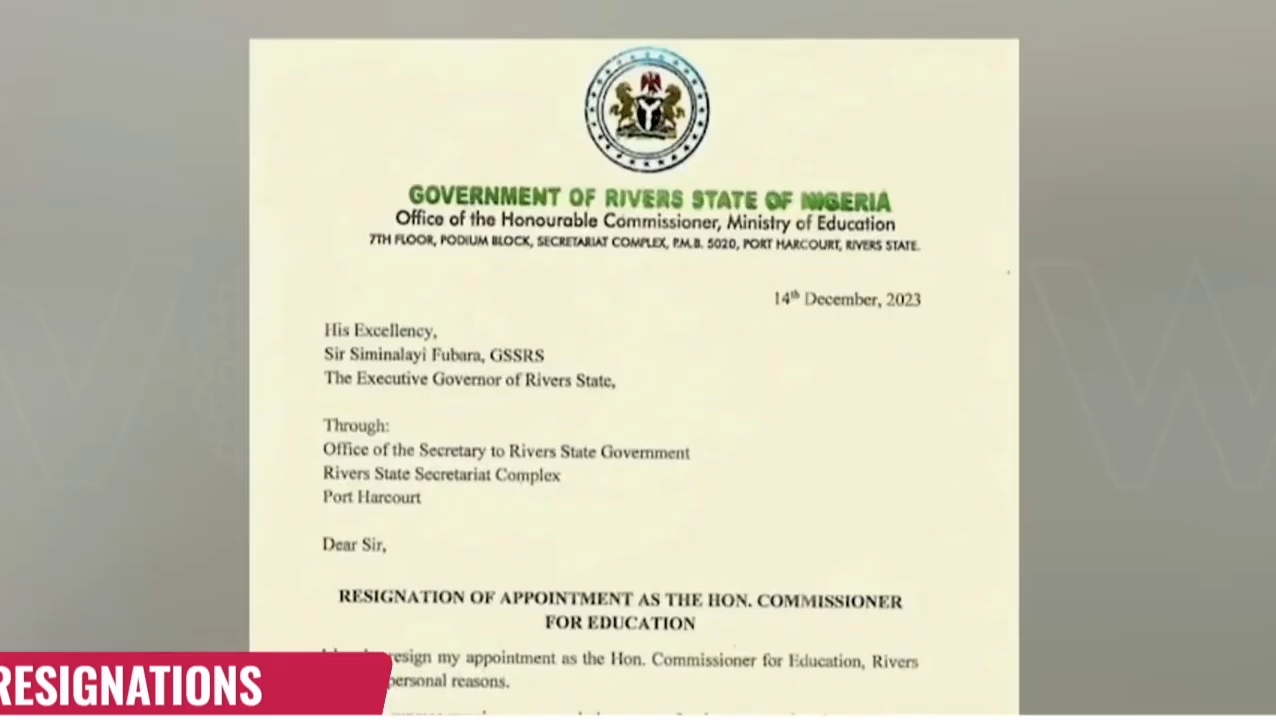 GOVERNMENT OF RIVERS STATE OF NIGERIA
Office of the Honourable Commissioner, Ministry of Education
7TH FLOOR, PODIUM BLOCK, SECRETARIAT COMPLEX, P.M.B. 5020, PORT HARCOURT, RIVERS STATE.
14th December, 2023
His Excellency,
Sir Siminalayi Fubara, GSSRS
The Executive Governor of Rivers State,
Through:
Office of the Secretary to Rivers State Government
Rivers State Secretariat Complex
Port Harcourt
Dear Sir,
RESIGNATION OF APPOINTMENT AS THE HON. COMMISSIONER
FOR EDUCATION
resign my appointment as the Hon. Commissioner for Education, Rivers
personal reasons.
RESIGNATIONS